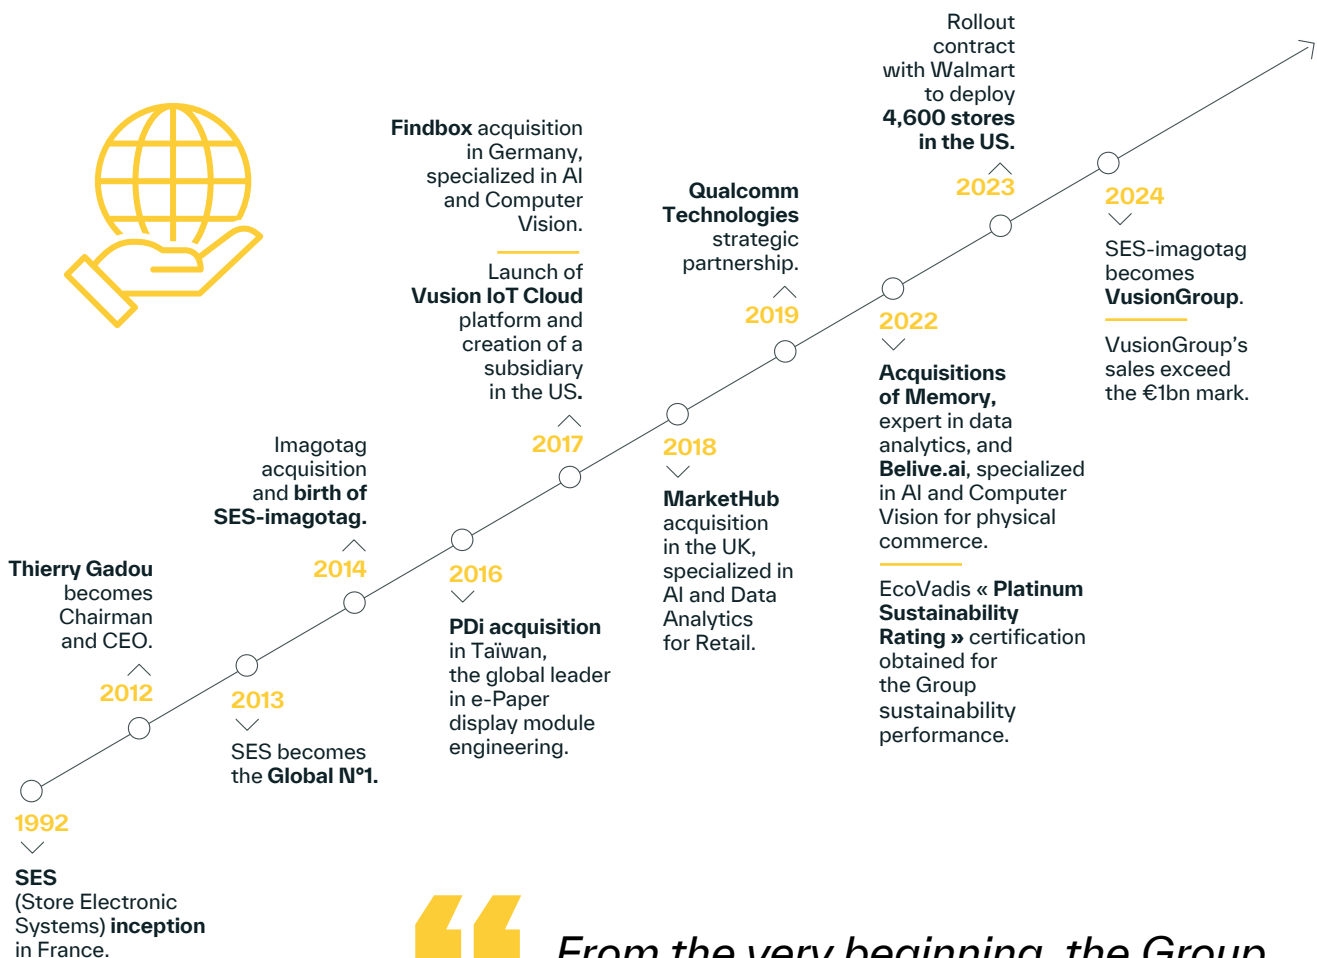 1992
SES
(Store Electronic
Systems) inception
in France.
Thierry Gadou
becomes
Chairman
and CEO.
2012
2013
SES becomes
the Global N°1.
Imagotag
acquisition
and birth of
SES-imagotag.
2014
2016
PDi acquisition
in Taïwan,
the global leader
in e-Paper
display module
engineering.
Findbox acquisition
in Germany,
specialized in AI
and Computer
Vision.
Launch of
Vusion IoT Cloud
platform and
creation of a
subsidiary
in the US.
2017
2018
MarketHub
acquisition
in the UK,
specialized in
AI and Data
Analytics
for Retail.
Qualcomm
Technologies
strategic
partnership.
2019
2022
Acquisitions
of Memory,
expert in data
analytics, and
Belive.ai, specialized
in AI and Computer
Vision for physical
commerce.
EcoVadis « Platinum
Sustainability
Rating » certification
obtained for
the Group
sustainability
performance.
Rollout
contract
with Walmart
to deploy
4,600 stores
in the US.
2023
2024
SES-imagotag
becomes
VusionGroup.
VusionGroup's
sales exceed
the €1bn mark.
From the very beginning, the Group